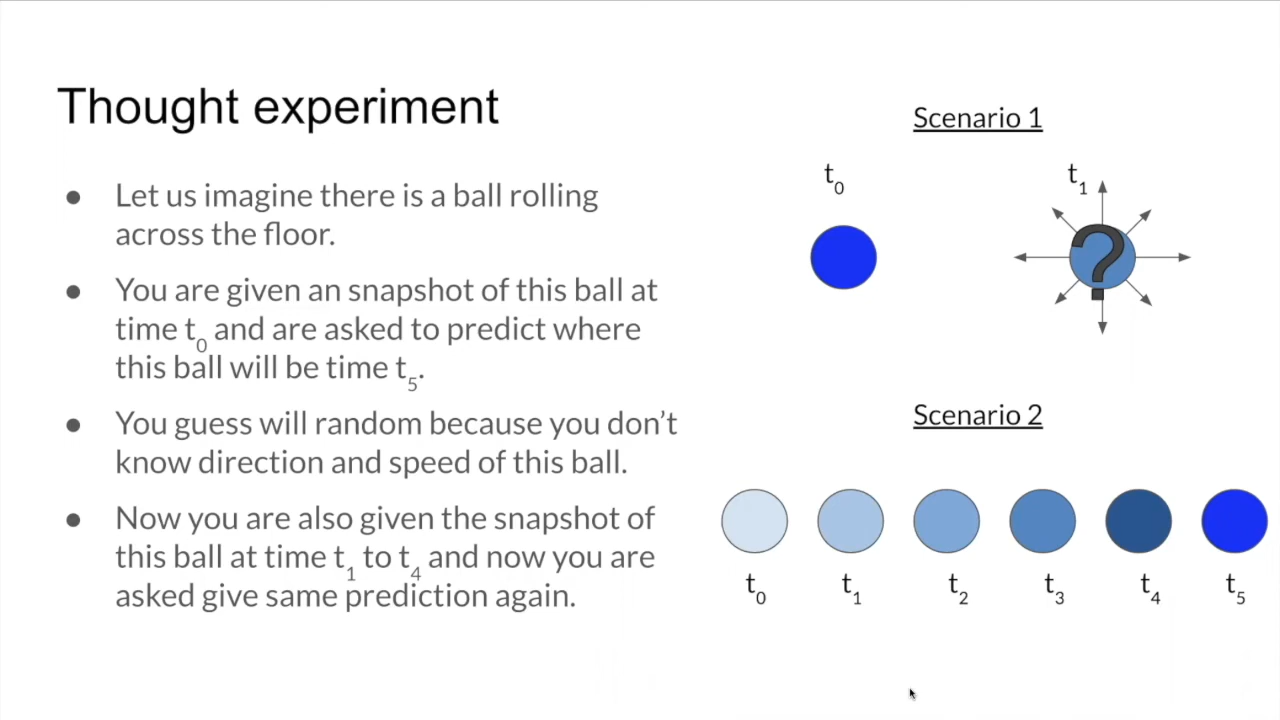 Thought experiment
● Let us imagine there is a ball rolling
across the floor.
● You are given an snapshot of this ball at
time t₀ and are asked to predict where
this ball will be time t₅.
● You guess will random because you don’t
know direction and speed of this ball.
● Now you are also given the snapshot of
this ball at time t₁ to t₄ and now you are
asked give same prediction again.
Scenario 1
t₀ t₁
?
Scenario 2
t₀ t₁ t₂ t₃ t₄ t₅